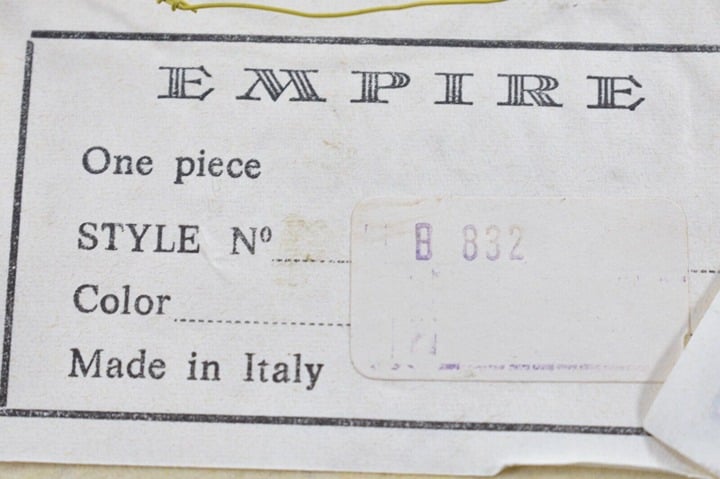 EMPIRE
One piece
STYLE Nº B 832
Color
Made in Italy